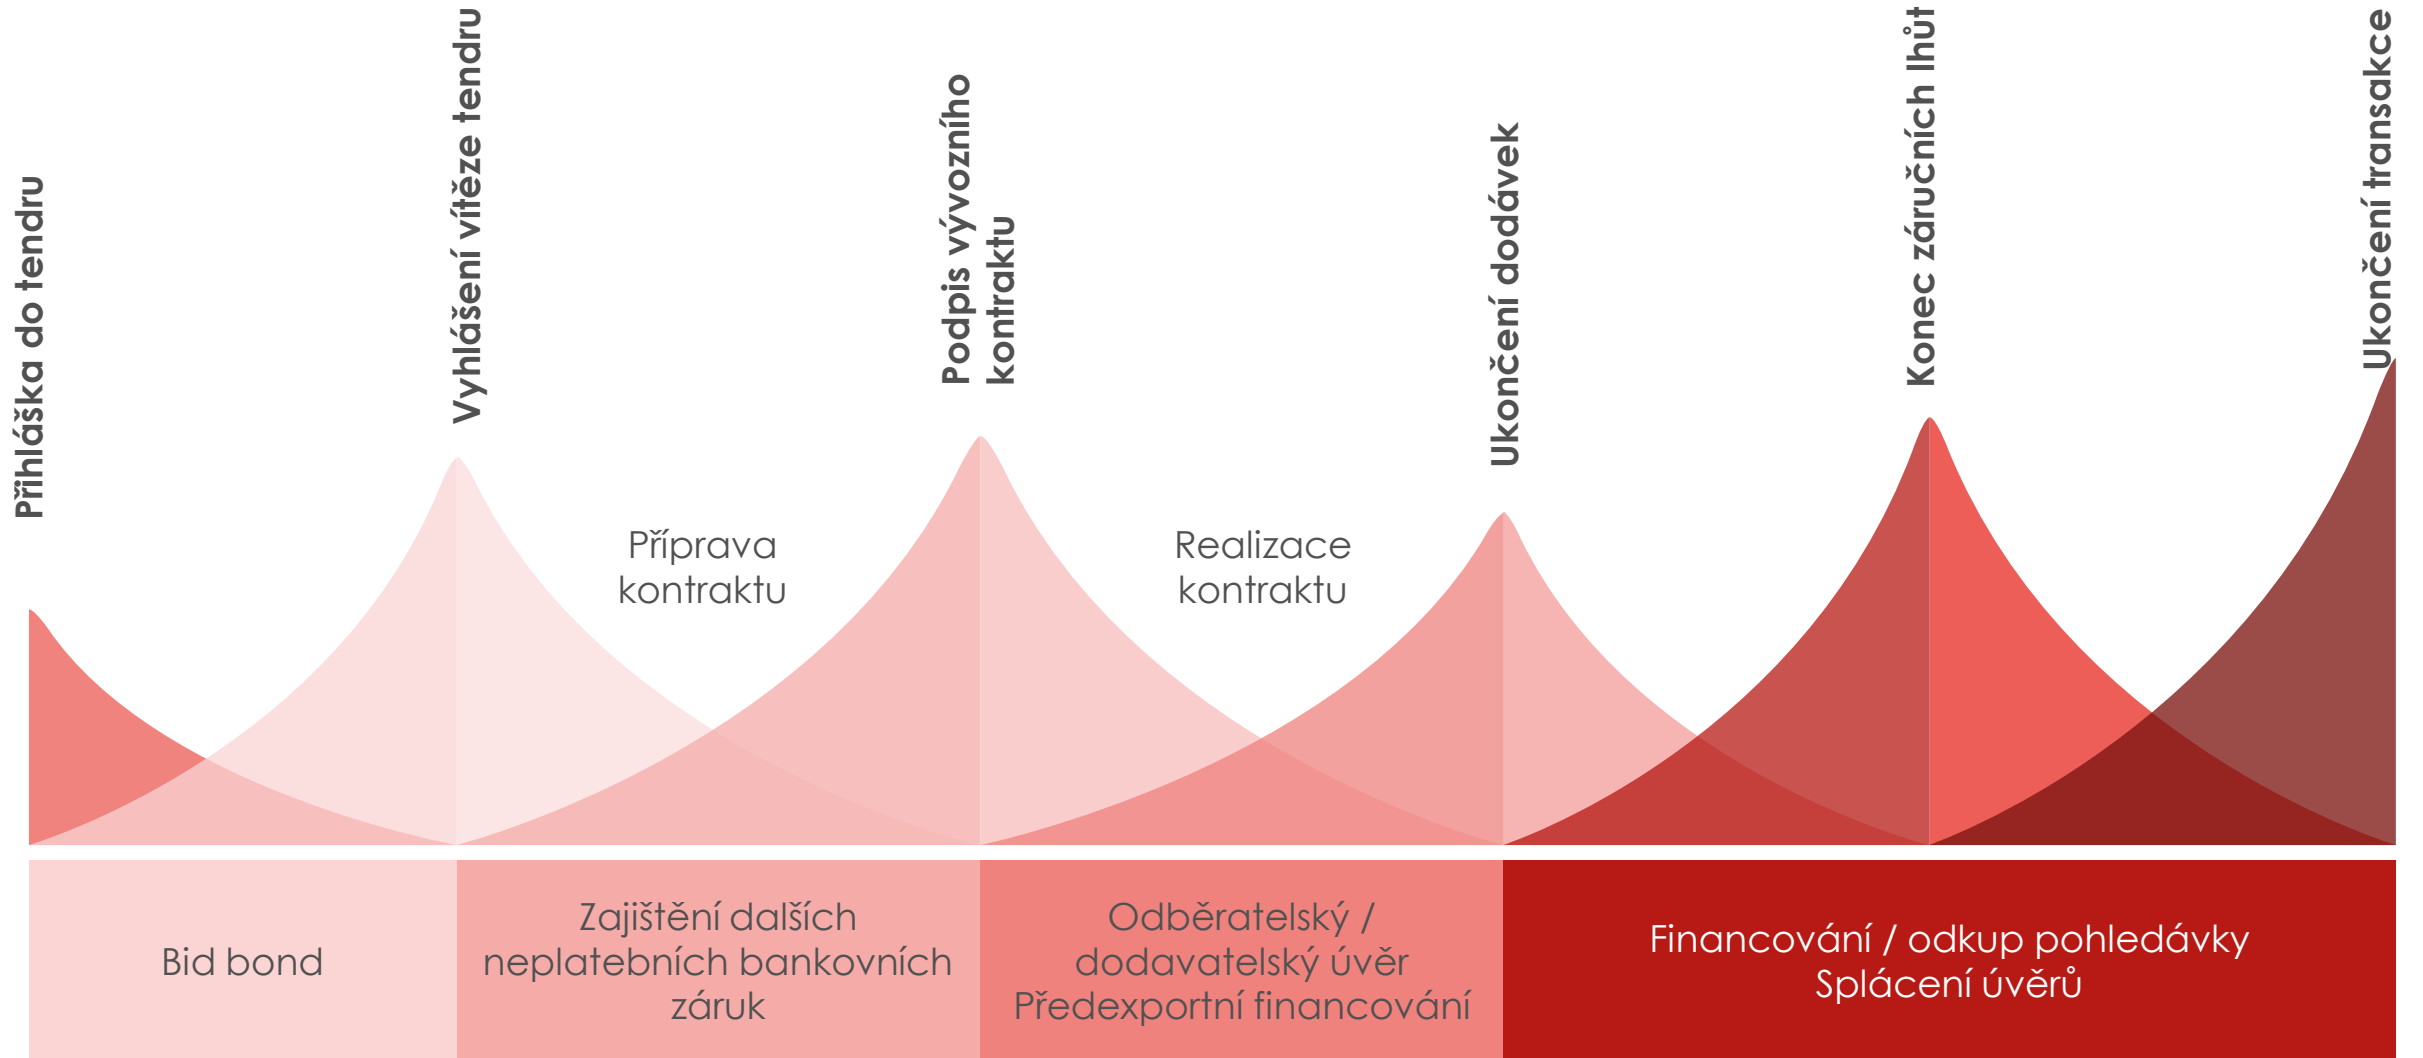 Přihláška do tendru
Vyhlášení vítěze tendru
Podpis vývozního
kontraktu
Ukončení dodávek
Konec záručních lhůt
Ukončení transakce
Příprava
kontraktu
Realizace
kontraktu
Bid bond
Zajištění dalších
neplatebních bankovních
záruk
Odběratelský /
dodavatelský úvěr
Předexportní financování
Financování / odkup pohledávky
Splácení úvěrů